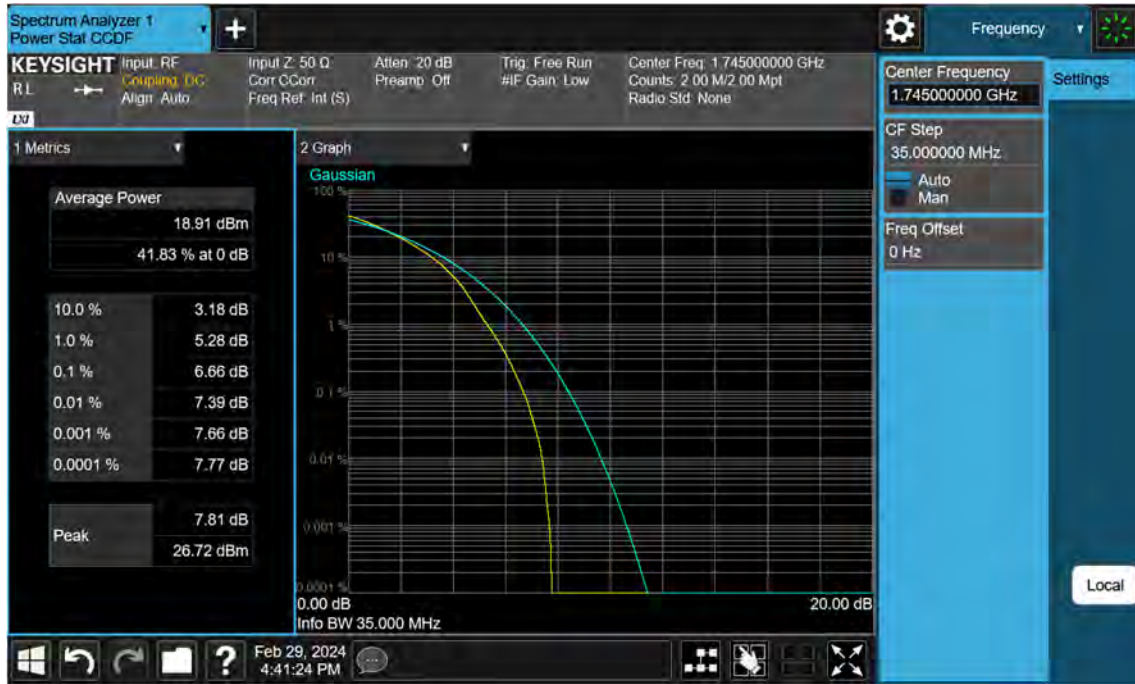 Spectrum Analyzer 1
Power Stat CCDF
+
Frequency
KEYSIGHT
RL
LXI
Input: RF
Coupling: DC
Align: Auto
Input Z: 50 Ω
Corr CCorr
Freq Ref: Int (S)
Atten: 20 dB
Preamp: Off
Trig: Free Run
#IF Gain: Low
Center Freq: 1.745000000 GHz
Counts: 2.00 M/2.00 Mpt
Radio Std: None
Center Frequency
1.745000000 GHz
Settings
CF Step
35.000000 MHz
Auto
Man
Freq Offset
0 Hz
Local
1 Metrics
Average Power
18.91 dBm
41.83 % at 0 dB
10.0 % 3.18 dB
1.0 % 5.28 dB
0.1 % 6.66 dB
0.01 % 7.39 dB
0.001 % 7.66 dB
0.0001 % 7.77 dB
Peak
7.81 dB
26.72 dBm
2 Graph
Gaussian
100 %
10 %
1 %
0.1 %
0.01 %
0.001 %
0.0001 %
0.00 dB
20.00 dB
Info BW 35.000 MHz
?
Feb 29, 2024
4:41:24 PM